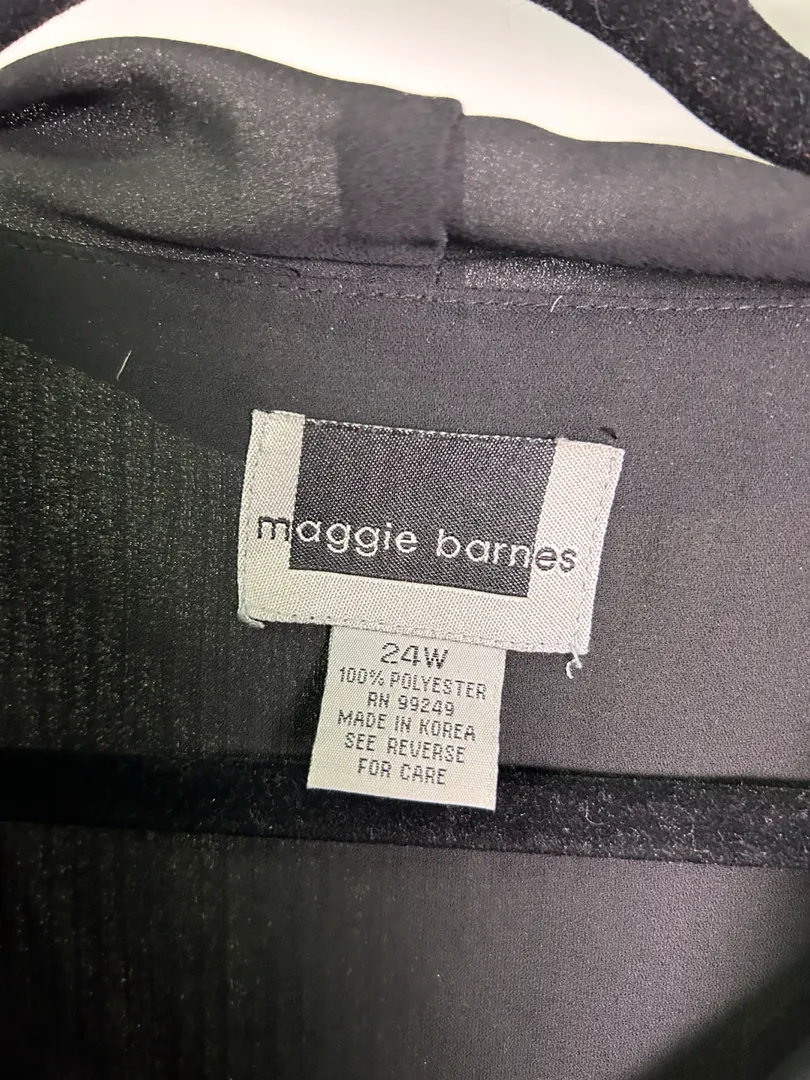 maggie barnes
24W
100% POLYESTER
RN 99249
MADE IN KOREA
SEE REVERSE
FOR CARE